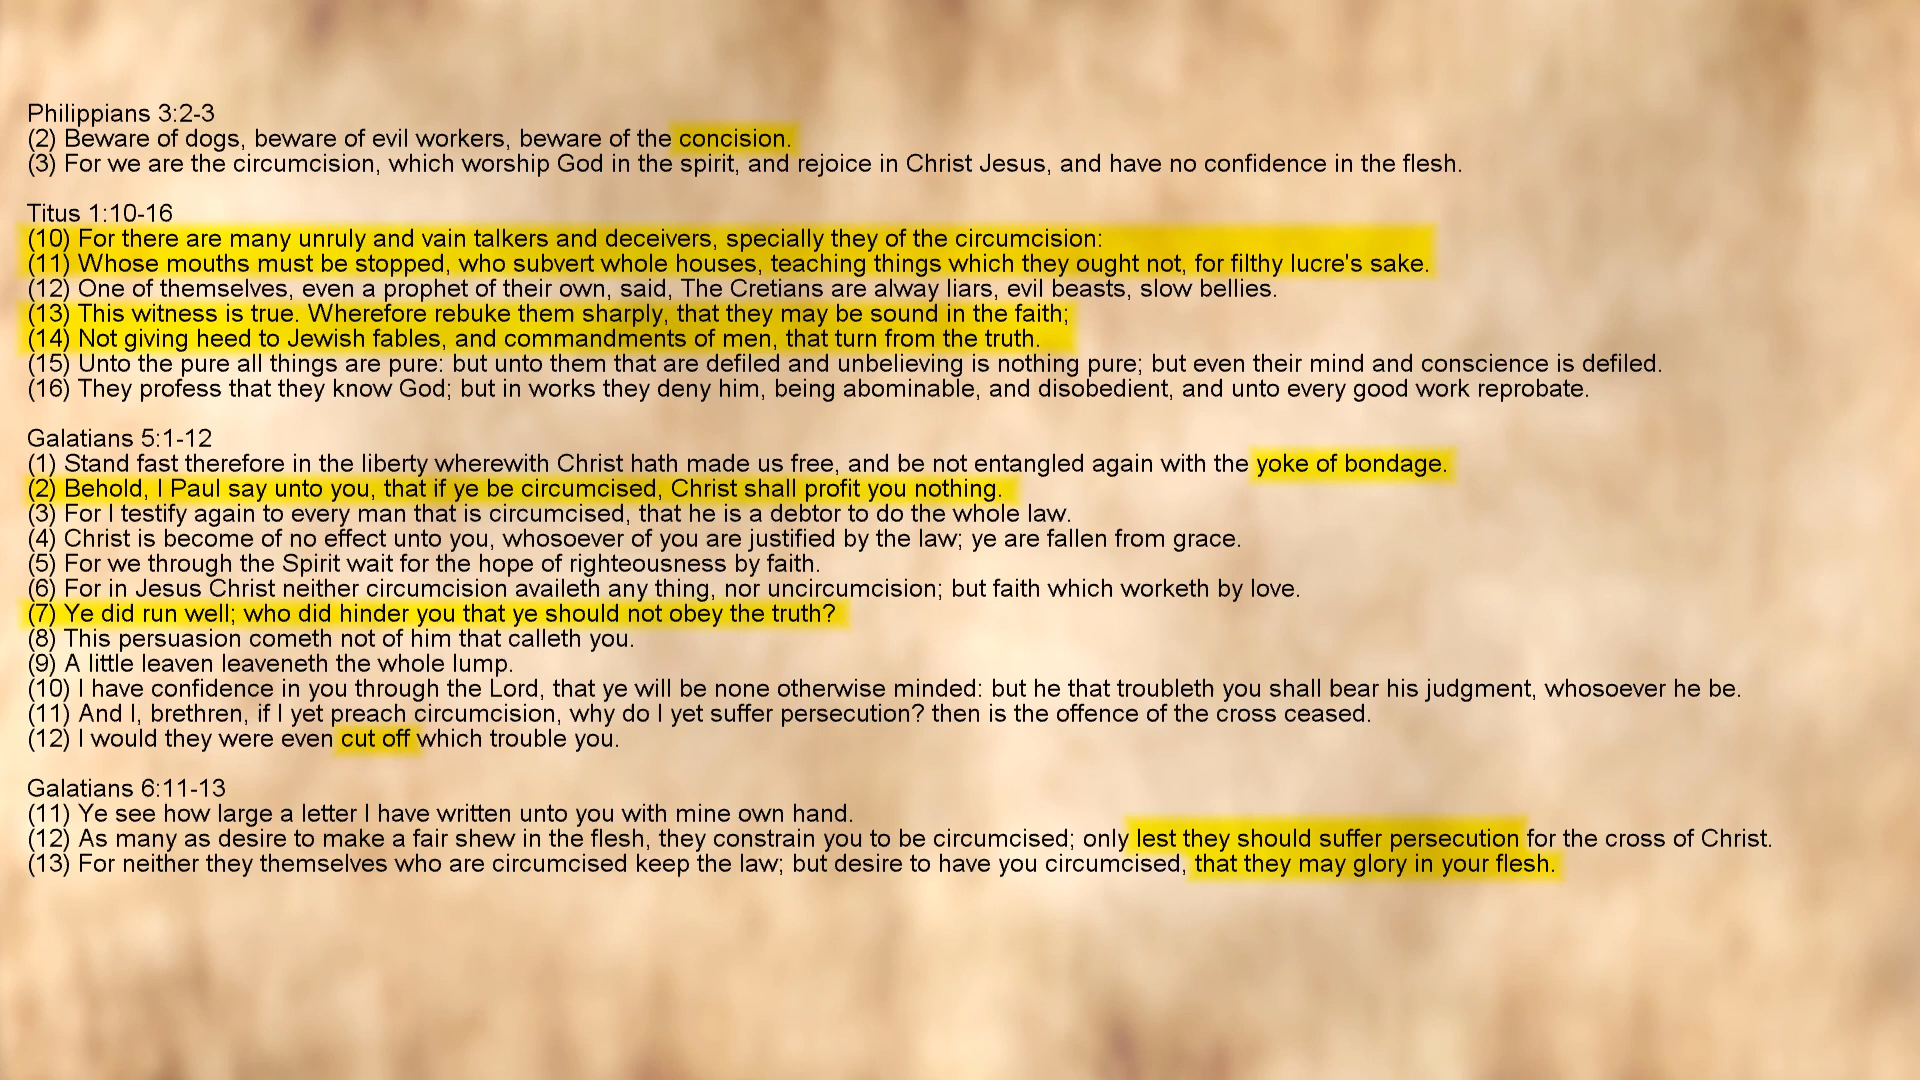 Philippians 3:2-3
(2) Beware of dogs, beware of evil workers, beware of the concision.
(3) For we are the circumcision, which worship God in the spirit, and rejoice in Christ Jesus, and have no confidence in the flesh.
Titus 1:10-16
(10) For there are many unruly and vain talkers and deceivers, specially they of the circumcision:
(11) Whose mouths must be stopped, who subvert whole houses, teaching things which they ought not, for filthy lucre's sake.
(12) One of themselves, even a prophet of their own, said, The Cretians are alway liars, evil beasts, slow bellies.
(13) This witness is true. Wherefore rebuke them sharply, that they may be sound in the faith;
(14) Not giving heed to Jewish fables, and commandments of men, that turn from the truth.
(15) Unto the pure all things are pure: but unto them that are defiled and unbelieving is nothing pure; but even their mind and conscience is defiled.
(16) They profess that they know God; but in works they deny him, being abominable, and disobedient, and unto every good work reprobate.
Galatians 5:1-12
(1) Stand fast therefore in the liberty wherewith Christ hath made us free, and be not entangled again with the yoke of bondage.
(2) Behold, I Paul say unto you, that if ye be circumcised, Christ shall profit you nothing.
(3) For I testify again to every man that is circumcised, that he is a debtor to do the whole law.
(4) Christ is become of no effect unto you, whosoever of you are justified by the law; ye are fallen from grace.
(5) For we through the Spirit wait for the hope of righteousness by faith.
(6) For in Jesus Christ neither circumcision availeth any thing, nor uncircumcision; but faith which worketh by love.
(7) Ye did run well; who did hinder you that ye should not obey the truth?
(8) This persuasion cometh not of him that calleth you.
(9) A little leaven leaveneth the whole lump.
(10) I have confidence in you through the Lord, that ye will be none otherwise minded: but he that troubleth you shall bear his judgment, whosoever he be.
(11) And I, brethren, if I yet preach circumcision, why do I yet suffer persecution? then is the offence of the cross ceased.
(12) I would they were even cut off which trouble you.
Galatians 6:11-13
(11) Ye see how large a letter I have written unto you with mine own hand.
(12) As many as desire to make a fair shew in the flesh, they constrain you to be circumcised; only lest they should suffer persecution for the cross of Christ.
(13) For neither they themselves who are circumcised keep the law; but desire to have you circumcised, that they may glory in your flesh.